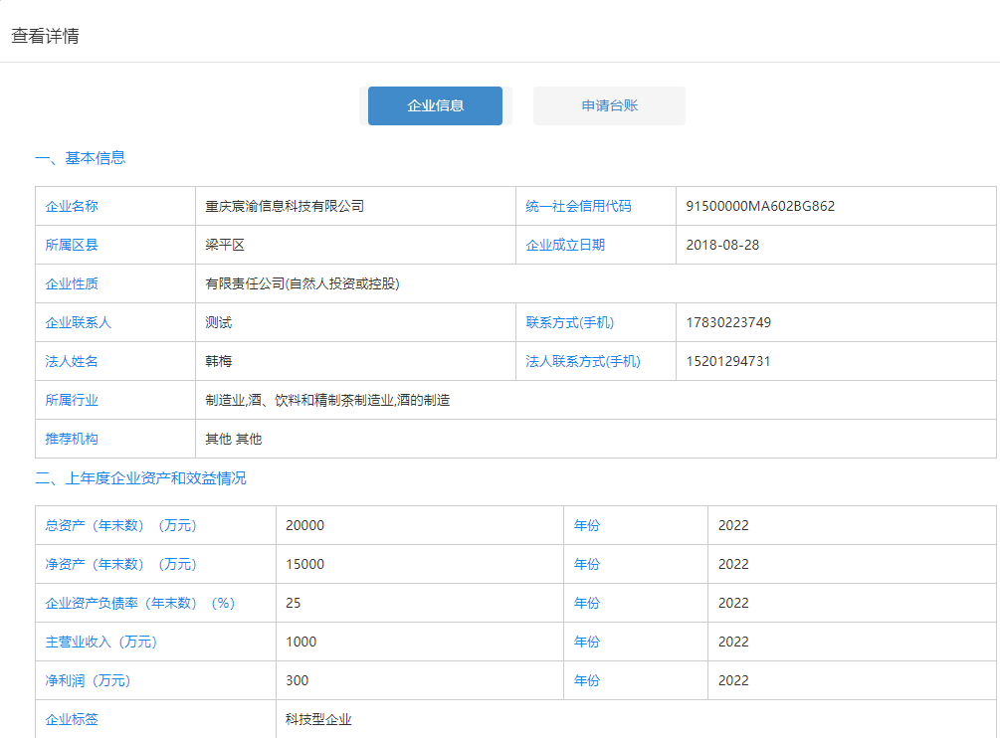 查看详情
企业信息 申请台账
一、基本信息
企业名称 重庆宸渝信息科技有限公司 统一社会信用代码 91500000MA602BG862
所属区县 梁平区 企业成立日期 2018-08-28
企业性质 有限责任公司(自然人投资或控股)
企业联系人 测试 联系方式(手机) 17830223749
法人姓名 韩梅 法人联系方式(手机) 15201294731
所属行业 制造业,酒、饮料和精制茶制造业,酒的制造
推荐机构 其他 其他
二、上年度企业资产和效益情况
总资产（年末数）（万元） 20000 年份 2022
净资产（年末数）（万元） 15000 年份 2022
企业资产负债率（年末数）（%） 25 年份 2022
主营业收入（万元） 1000 年份 2022
净利润（万元） 300 年份 2022
企业标签 科技型企业